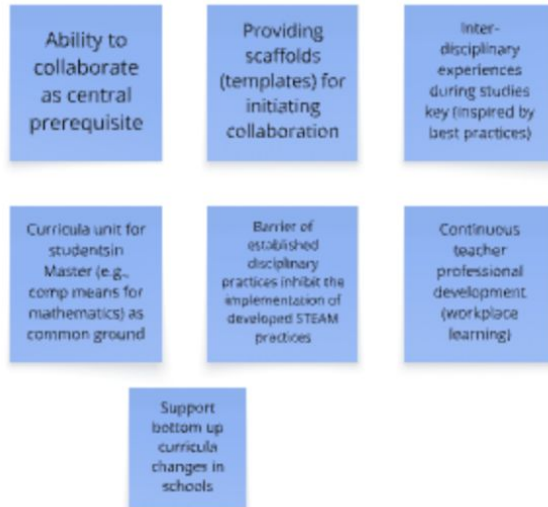 Ability to
collaborate
as central
prerequisite
Providing
scaffolds
(templates) for
initiating
collaboration
Inter-
disciplinary
experiences
during studies
key (inspired by
best practices)
Curricula unit for
studentsin
Master (e.g.,
comp means for
mathematics) as
common ground
Barrier of
established
disciplinary
practices inhibit the
implementation of
developed STEAM
practices
Continuous
teacher
professional
development
(workplace
learning)
Support
bottom up
curricula
changes in
schools